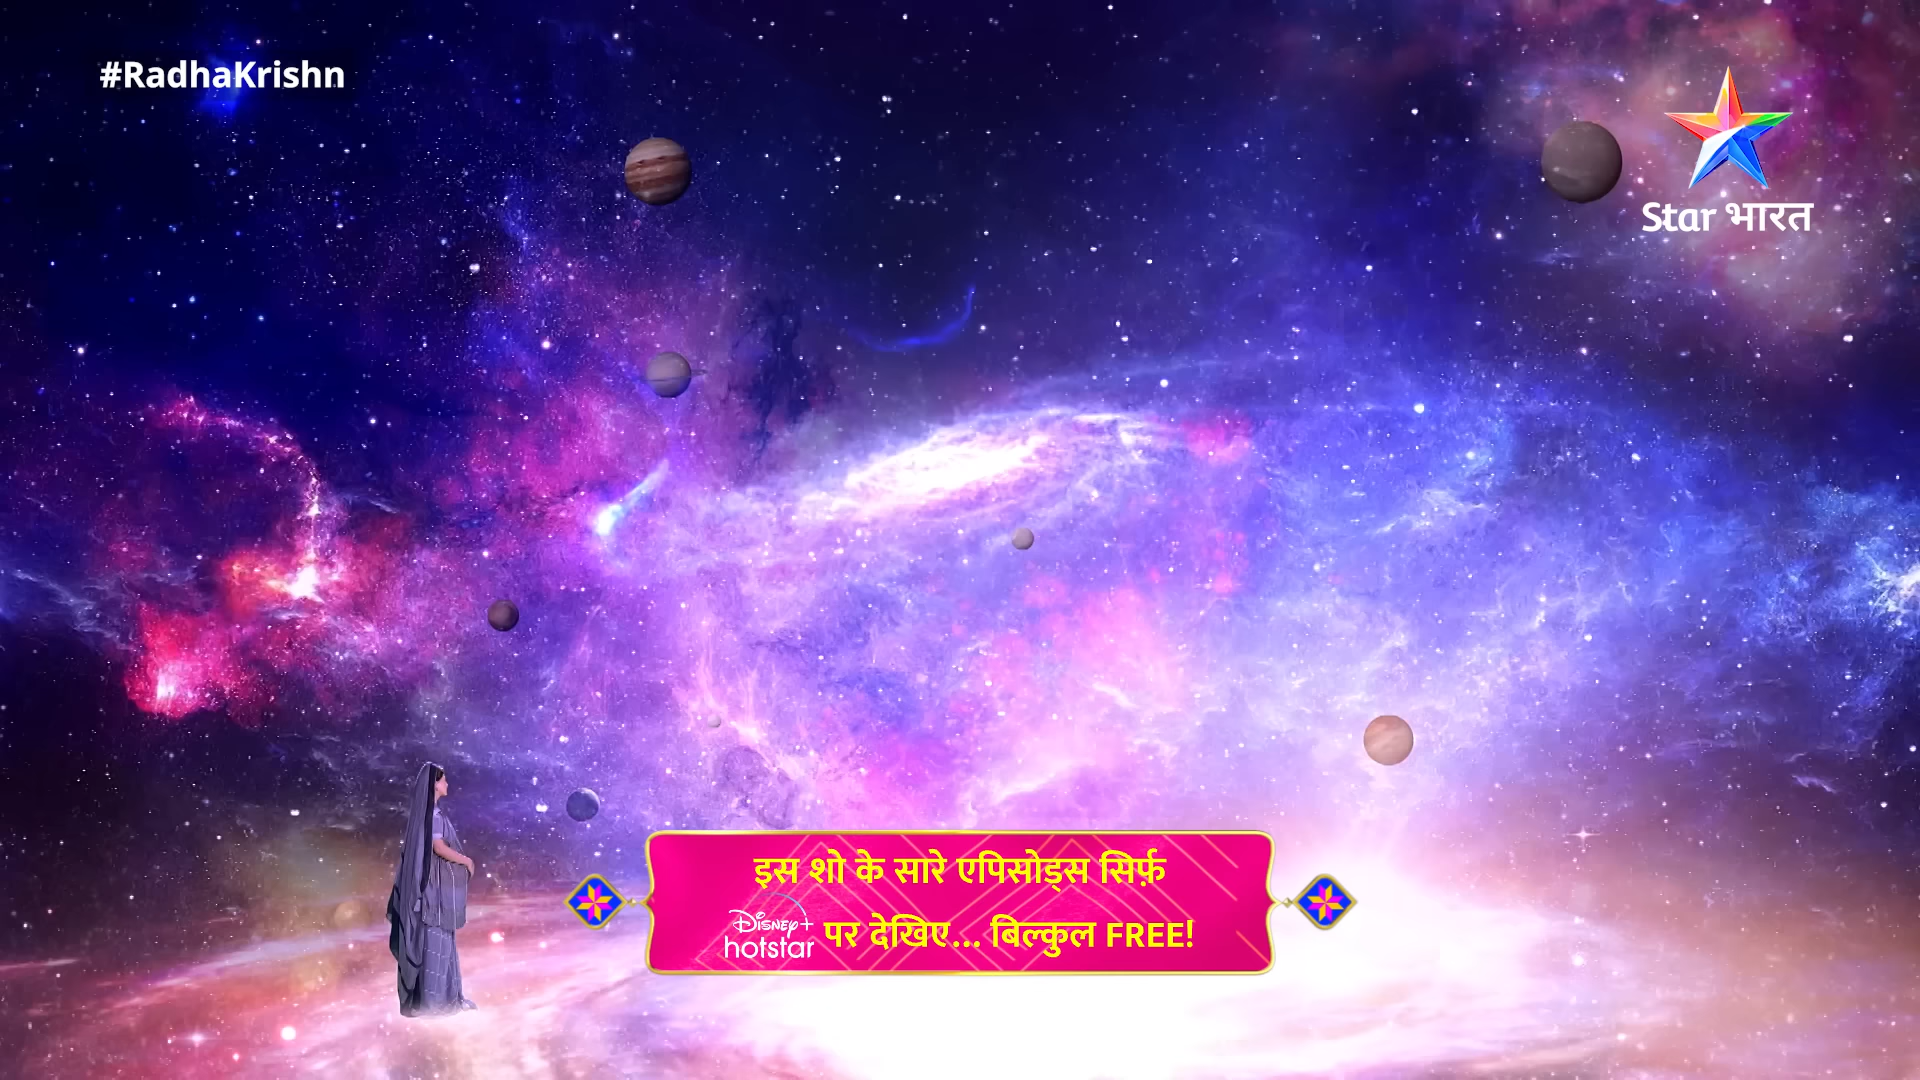 #RadhaKrishn
Star भारत
इस शो के सारे एपिसोड्स सिर्फ़
Disney+ hotstar पर देखिए... बिल्कुल FREE!